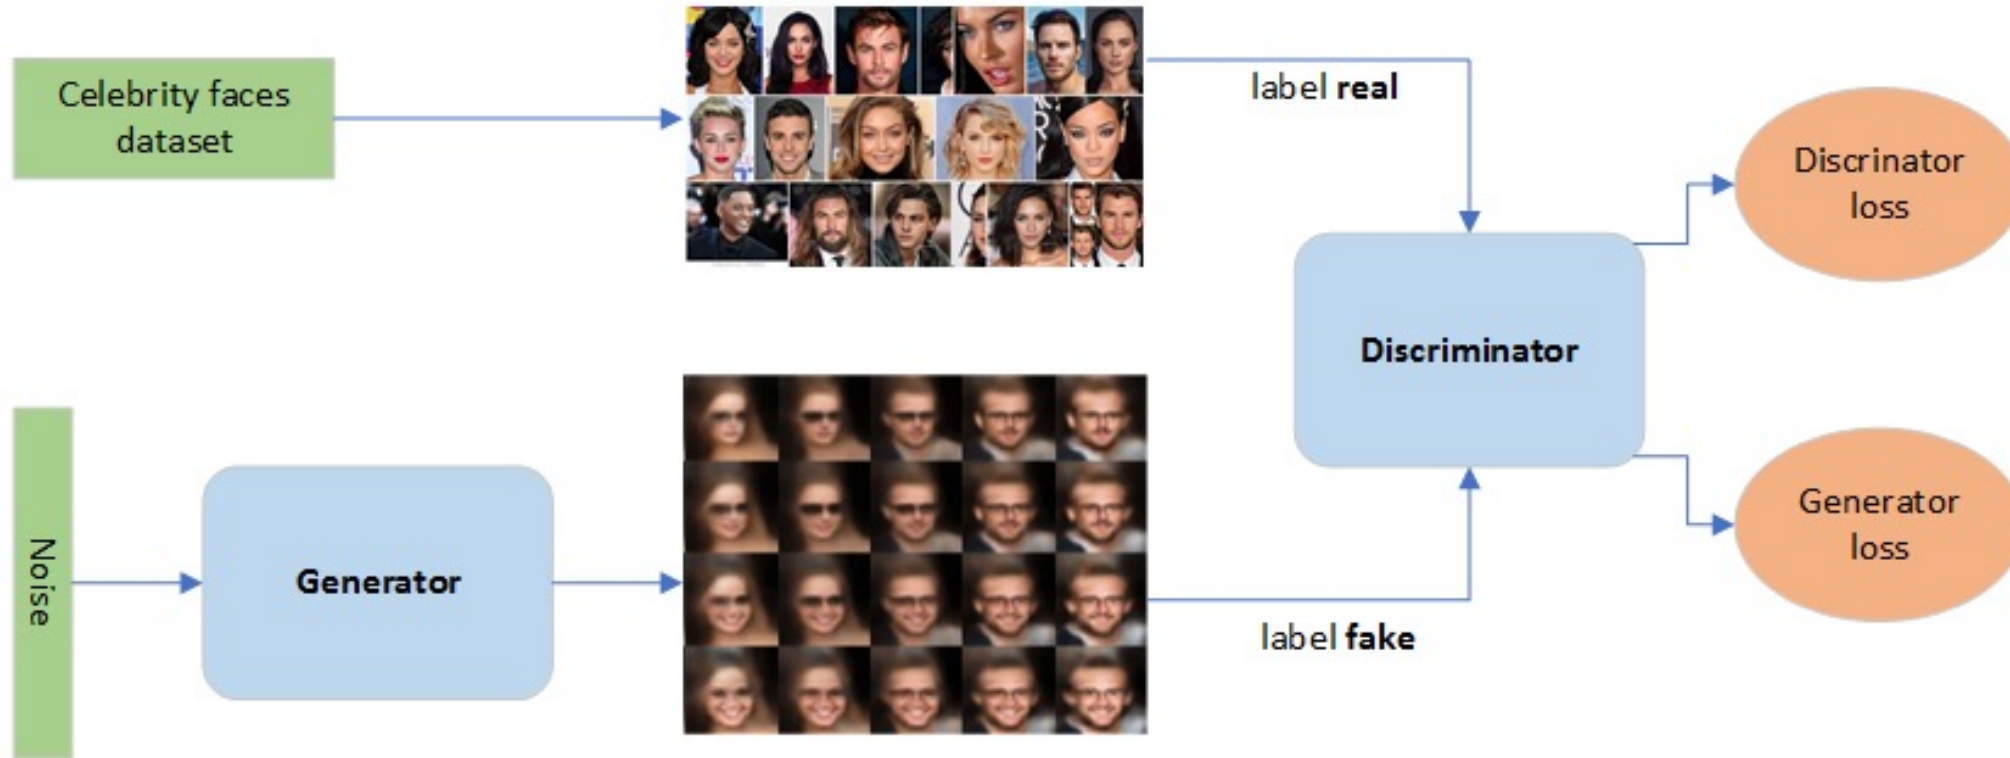 Celebrity faces
dataset
label real
Discrinator
loss
Discriminator
Noise
Generator
label fake
Generator
loss